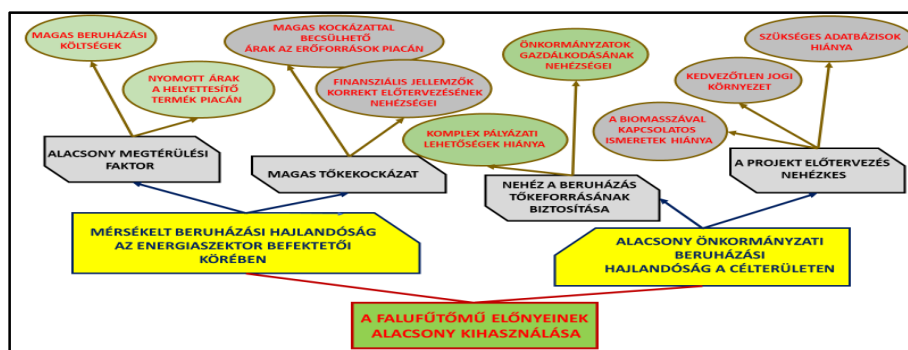 MAGAS BERUHÁZÁSI
KÖLTSÉGEK
NYOMOTT ÁRAK
A HELYETTESÍTŐ
TERMÉK PIACÁN
MAGAS KOCKÁZATTAL
BECSÜLHETŐ
ÁRAK AZ ERŐFORRÁSOK PIACÁN
FINANSZIÁLIS JELLEMZŐK
KORREKT ELŐTERVEZÉSÉNEK
NEHÉZSÉGEI
ÖNKORMÁNYZATOK
GAZDÁLKODÁSÁNAK
NEHÉZSÉGEI
KOMPLEX PÁLYÁZATI
LEHETŐSÉGEK HIÁNYA
SZÜKSÉGES ADATBÁZISOK
HIÁNYA
KEDVEZŐTLEN JOGI
KÖRNYEZET
A BIOMASSZÁVAL
KAPCSOLATOS
ISMERETEK HIÁNYA
ALACSONY MEGTÉRÜLÉSI
FAKTOR
MAGAS TŐKEKOCKÁZAT
NEHÉZ A BERUHÁZÁS
TŐKEFORRÁSÁNAK
BIZTOSÍTÁSA
A PROJEKT ELŐTERVEZÉS
NEHÉZKES
MÉRSÉKELT BERUHÁZÁSI HAJLANDÓSÁG
AZ ENERGIASZEKTOR BEFEKTETŐI
KÖRÉBEN
ALACSONY ÖNKORMÁNYZATI
BERUHÁZÁSI
HAJLANDÓSÁG A CÉLTERÜLETEN
A FALUFŰTŐMŰ ELŐNYEINEK
ALACSONY KIHASZNÁLÁSA